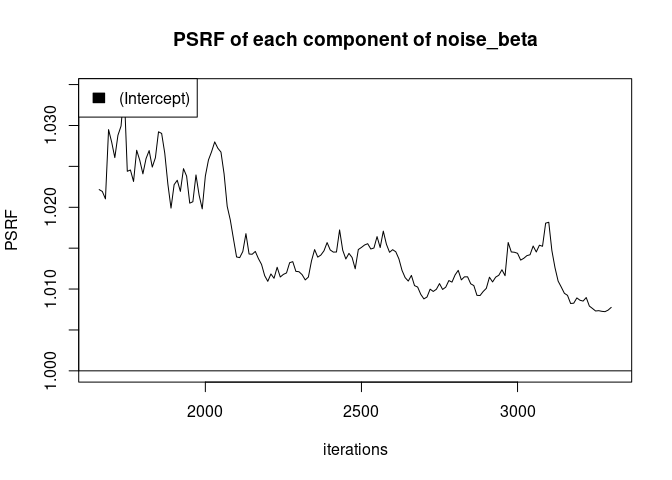 PSRF of each component of noise_beta
(Intercept)
PSRF
1.030
1.020
1.010
1.000
2000 2500 3000
iterations